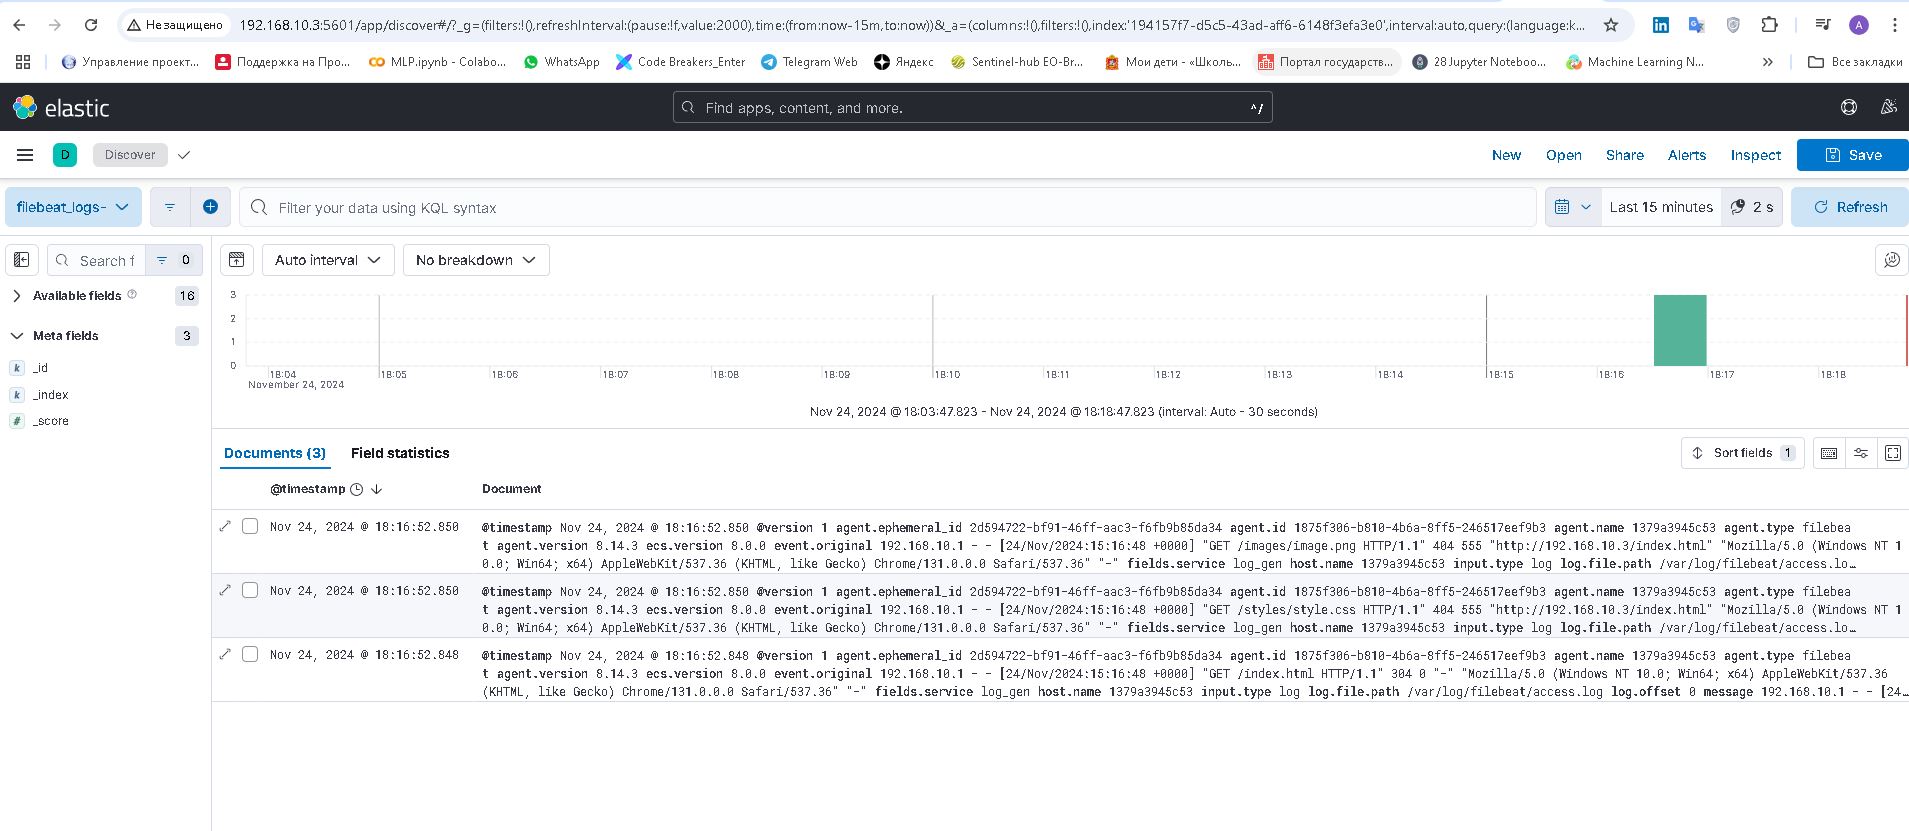 Не защищено 192.168.10.3:5601/app/discover#/?_g=(filters:!(),refreshInterval:(pause:!f,value:2000),time:(from:now-15m,to:now))&_a=(columns:!(),filters:!(),index:'194157f7-d5c5-43ad-aff6-6148f3efa3e0',interval:auto,query:(language:k... A
Управление проект... Поддержка на Про... MLP.ipynb - Colabo... WhatsApp Code Breakers_Enter Telegram Web Яндекс Sentinel-hub EO-Br... Мои дети - «Школь... Портал государств... 28 Jupyter Noteboo... Machine Learning N... » Все закладки
elastic Find apps, content, and more. ^/
D Discover New Open Share Alerts Inspect Save
filebeat_logs- Filter your data using KQL syntax Last 15 minutes 2 s Refresh
Search f 0 Auto interval No breakdown
Available fields 16
Meta fields 3
_id
_index
_score
3
2
1
0
18:04 18:05 18:06 18:07 18:08 18:09 18:10 18:11 18:12 18:13 18:14 18:15 18:16 18:17 18:18
November 24, 2024
Nov 24, 2024 @ 18:03:47.823 - Nov 24, 2024 @ 18:18:47.823 (interval: Auto - 30 seconds)
Documents (3) Field statistics Sort fields 1
@timestamp Document
Nov 24, 2024 @ 18:16:52.850 @timestamp Nov 24, 2024 @ 18:16:52.850 @version 1 agent.ephemeral_id 2d594722-bf91-46ff-aac3-f6fb9b85da34 agent.id 1875f306-b810-4b6a-8ff5-246517eef9b3 agent.name 1379a3945c53 agent.type filebea
t agent.version 8.14.3 ecs.version 8.0.0 event.original 192.168.10.1 - - [24/Nov/2024:15:16:48 +0000] "GET /images/image.png HTTP/1.1" 404 555 "http://192.168.10.3/index.html" "Mozilla/5.0 (Windows NT 1
0.0; Win64; x64) AppleWebKit/537.36 (KHTML, like Gecko) Chrome/131.0.0.0 Safari/537.36" "-" fields.service log_gen host.name 1379a3945c53 input.type log log.file.path /var/log/filebeat/access.lo…
Nov 24, 2024 @ 18:16:52.850 @timestamp Nov 24, 2024 @ 18:16:52.850 @version 1 agent.ephemeral_id 2d594722-bf91-46ff-aac3-f6fb9b85da34 agent.id 1875f306-b810-4b6a-8ff5-246517eef9b3 agent.name 1379a3945c53 agent.type filebea
t agent.version 8.14.3 ecs.version 8.0.0 event.original 192.168.10.1 - - [24/Nov/2024:15:16:48 +0000] "GET /styles/style.css HTTP/1.1" 404 555 "http://192.168.10.3/index.html" "Mozilla/5.0 (Windows NT 1
0.0; Win64; x64) AppleWebKit/537.36 (KHTML, like Gecko) Chrome/131.0.0.0 Safari/537.36" "-" fields.service log_gen host.name 1379a3945c53 input.type log log.file.path /var/log/filebeat/access.lo…
Nov 24, 2024 @ 18:16:52.848 @timestamp Nov 24, 2024 @ 18:16:52.848 @version 1 agent.ephemeral_id 2d594722-bf91-46ff-aac3-f6fb9b85da34 agent.id 1875f306-b810-4b6a-8ff5-246517eef9b3 agent.name 1379a3945c53 agent.type filebea
t agent.version 8.14.3 ecs.version 8.0.0 event.original 192.168.10.1 - - [24/Nov/2024:15:16:48 +0000] "GET /index.html HTTP/1.1" 304 0 "-" "Mozilla/5.0 (Windows NT 10.0; Win64; x64) AppleWebKit/537.36
(KHTML, like Gecko) Chrome/131.0.0.0 Safari/537.36" "-" fields.service log_gen host.name 1379a3945c53 input.type log log.file.path /var/log/filebeat/access.log log.offset 0 message 192.168.10.1 - - [24…